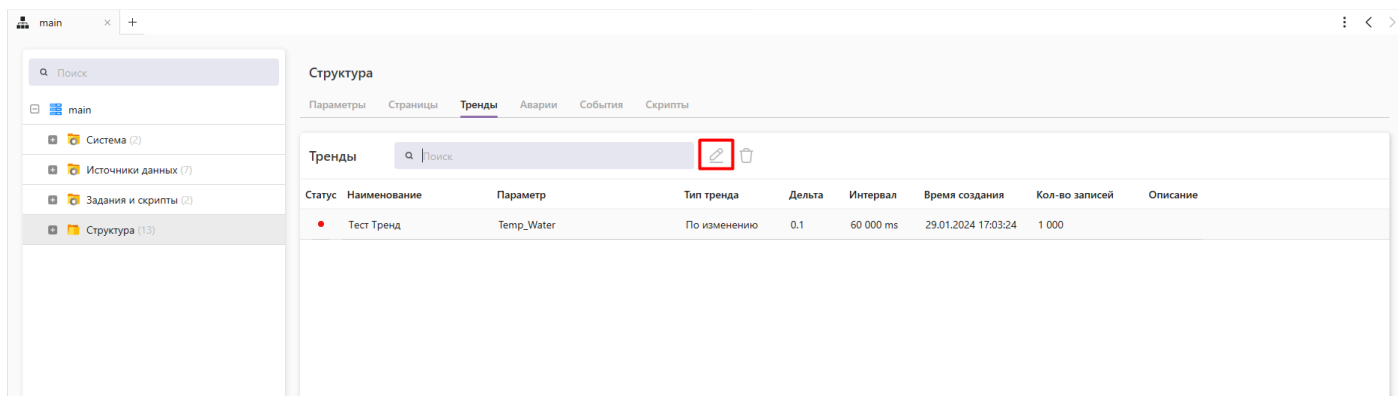 main
Поиск
main
Система (2)
Источники данных (7)
Задания и скрипты (2)
Структура (13)
Структура
Параметры Страницы Тренды Аварии События Скрипты
Тренды Поиск
Статус Наименование Параметр Тип тренда Дельта Интервал Время создания Кол-во записей Описание
Тест Тренд Temp_Water По изменению 0.1 60 000 ms 29.01.2024 17:03:24 1 000